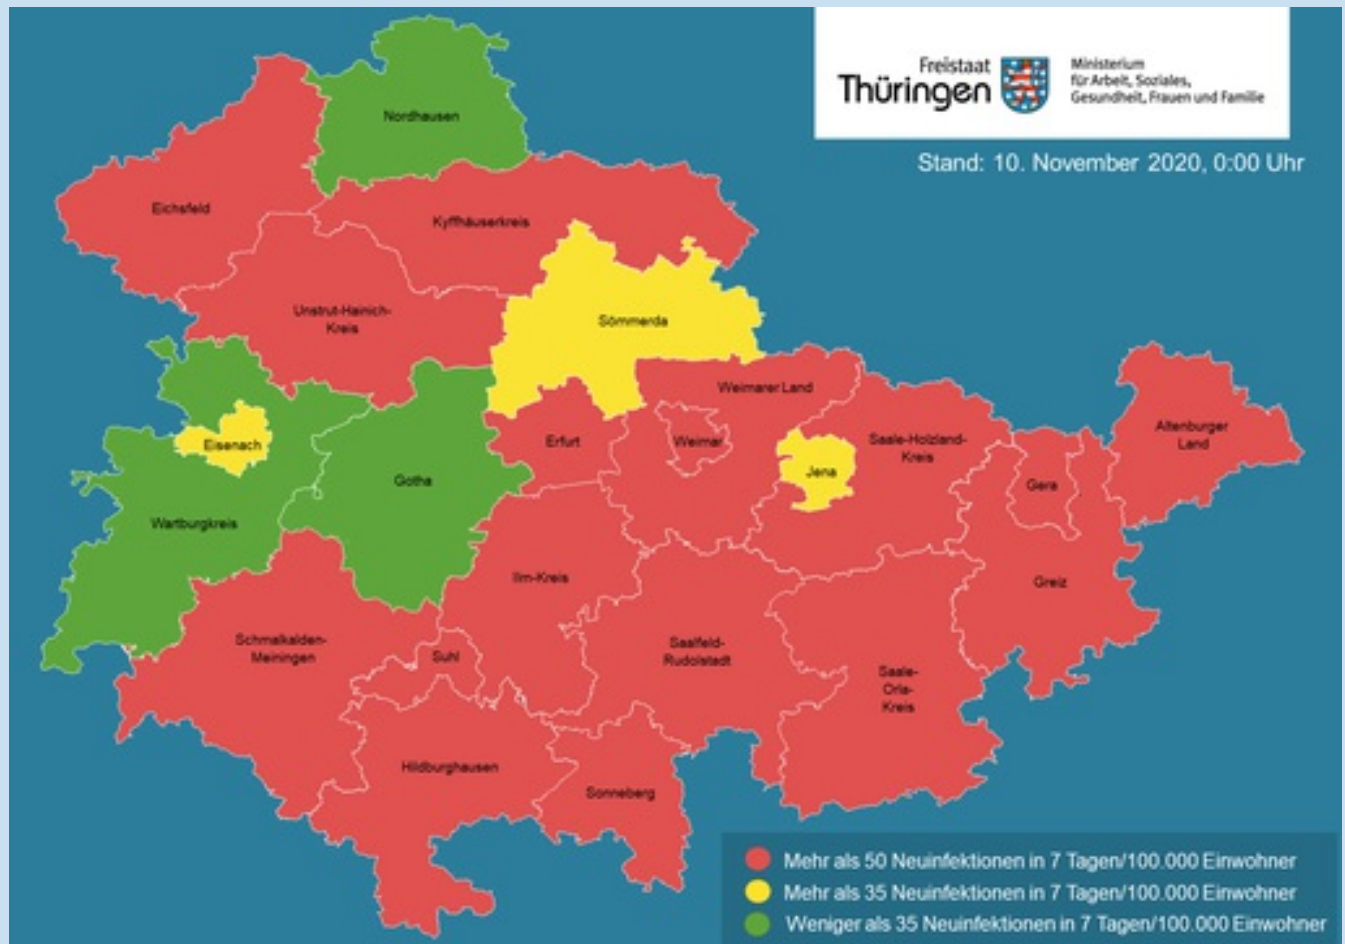 Freistaat
Thüringen
Ministerium
für Arbeit, Soziales,
Gesundheit, Frauen und Familie
Stand: 10. November 2020, 0:00 Uhr
Nordhausen
Eichsfeld
Kyffhäuserkreis
Unstrut-Hainich-
Kreis
Sömmerda
Weimarer Land
Eisenach
Erfurt
Weimar
Saale-Holzland-
Kreis
Altenburger
Land
Jena
Gotha
Gera
Wartburgkreis
Ilm-Kreis
Greiz
Schmalkalden-
Meiningen
Suhl
Saalfeld-
Rudolstadt
Saale-
Orla-
Kreis
Hildburghausen
Sonneberg
Mehr als 50 Neuinfektionen in 7 Tagen/100.000 Einwohner
Mehr als 35 Neuinfektionen in 7 Tagen/100.000 Einwohner
Weniger als 35 Neuinfektionen in 7 Tagen/100.000 Einwohner